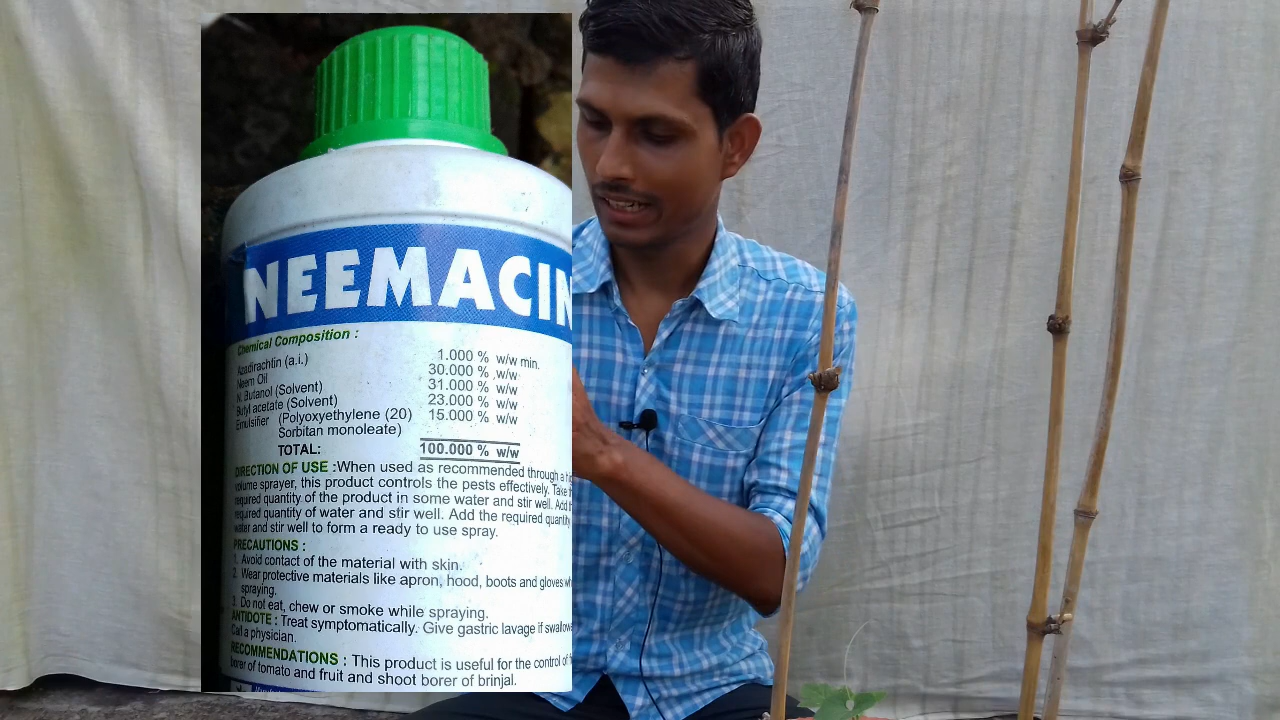 NEEMACIN
Chemical Composition :
Azadirachtin (a.i.) 1.000 % w/w min.
Neem Oil 30.000 % w/w
N. Butanol (Solvent) 31.000 % w/w
Butyl acetate (Solvent) 23.000 % w/w
Emulsifier (Polyoxyethylene (20) 15.000 % w/w
Sorbitan monoleate)
TOTAL: 100.000 % w/w
DIRECTION OF USE : When used as recommended through a
volume sprayer, this product controls the pests effectively. Take
required quantity of the product in some water and stir well. Add
required quantity of water and stir well. Add the required quantity
water and stir well to form a ready to use spray.
PRECAUTIONS :
1. Avoid contact of the material with skin.
2. Wear protective materials like apron, hood, boots and gloves
spraying.
3. Do not eat, chew or smoke while spraying.
ANTIDOTE : Treat symptomatically. Give gastric lavage if
Call a physician.
RECOMMENDATIONS : This product is useful for the control of
borer of tomato and fruit and shoot borer of brinjal.